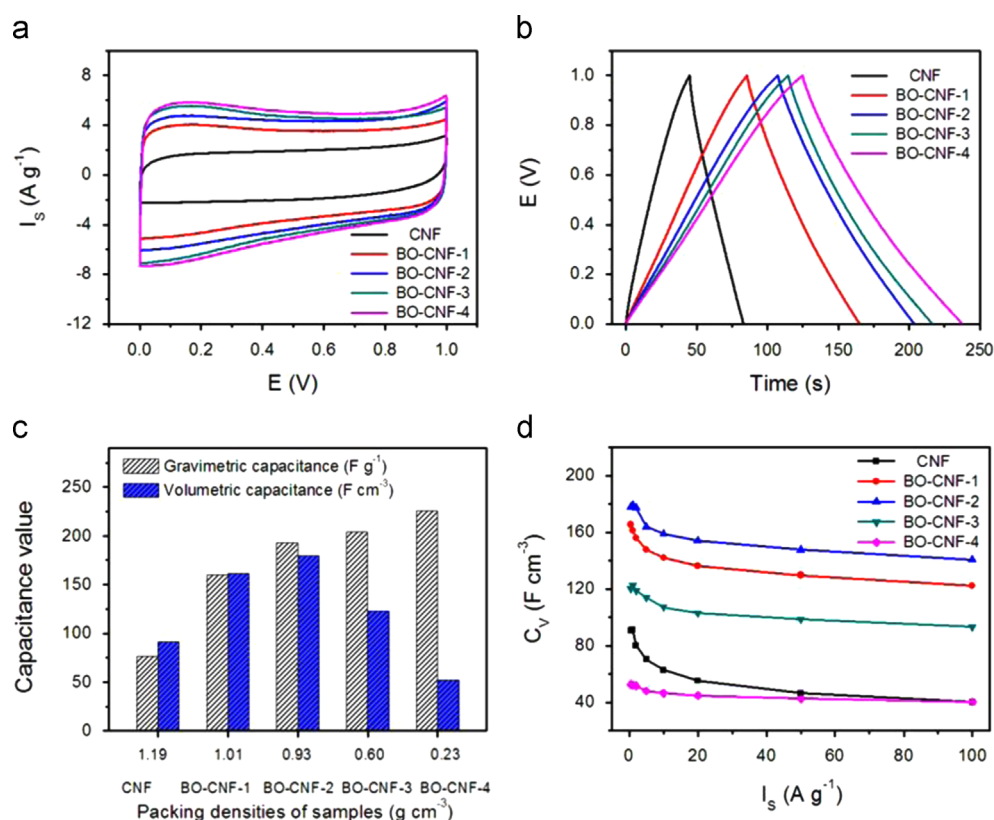 a
I_S (A g⁻¹)
8
4
0
-4
-8
-12
CNF
BO-CNF-1
BO-CNF-2
BO-CNF-3
BO-CNF-4
0.0 0.2 0.4 0.6 0.8 1.0
E (V)
b
E (V)
1.0
0.8
0.6
0.4
0.2
0.0
CNF
BO-CNF-1
BO-CNF-2
BO-CNF-3
BO-CNF-4
0 50 100 150 200 250
Time (s)
c
Capacitance value
250
200
150
100
50
0
Gravimetric capacitance (F g⁻¹)
Volumetric capacitance (F cm⁻³)
1.19 1.01 0.93 0.60 0.23
CNF BO-CNF-1 BO-CNF-2 BO-CNF-3 BO-CNF-4
Packing densities of samples (g cm⁻³)
d
C_V (F cm⁻³)
200
160
120
80
40
CNF
BO-CNF-1
BO-CNF-2
BO-CNF-3
BO-CNF-4
0 20 40 60 80 100
I_S (A g⁻¹)